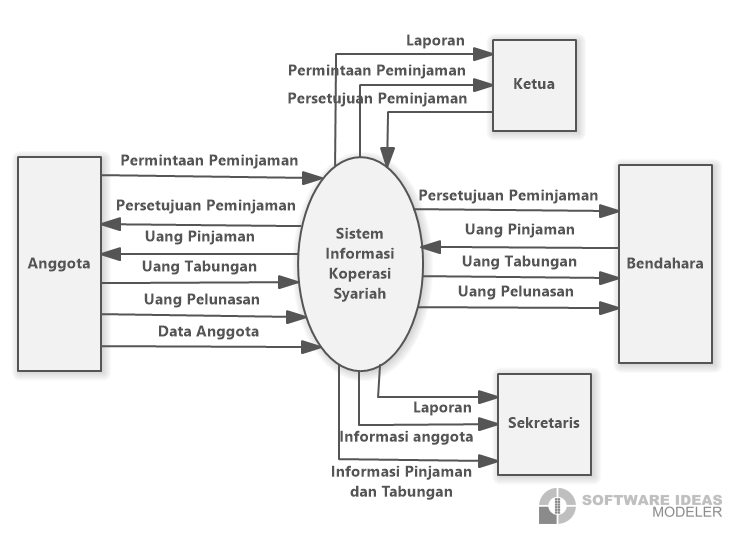 Laporan
Permintaan Peminjaman
Persetujuan Peminjaman
Ketua
Permintaan Peminjaman
Persetujuan Peminjaman
Uang Pinjaman
Uang Tabungan
Uang Pelunasan
Data Anggota
Anggota
Sistem
Informasi
Koperasi
Syariah
Persetujuan Peminjaman
Uang Pinjaman
Uang Tabungan
Uang Pelunasan
Bendahara
Laporan
Informasi anggota
Informasi Pinjaman
dan Tabungan
Sekretaris
SOFTWARE IDEAS
MODELER